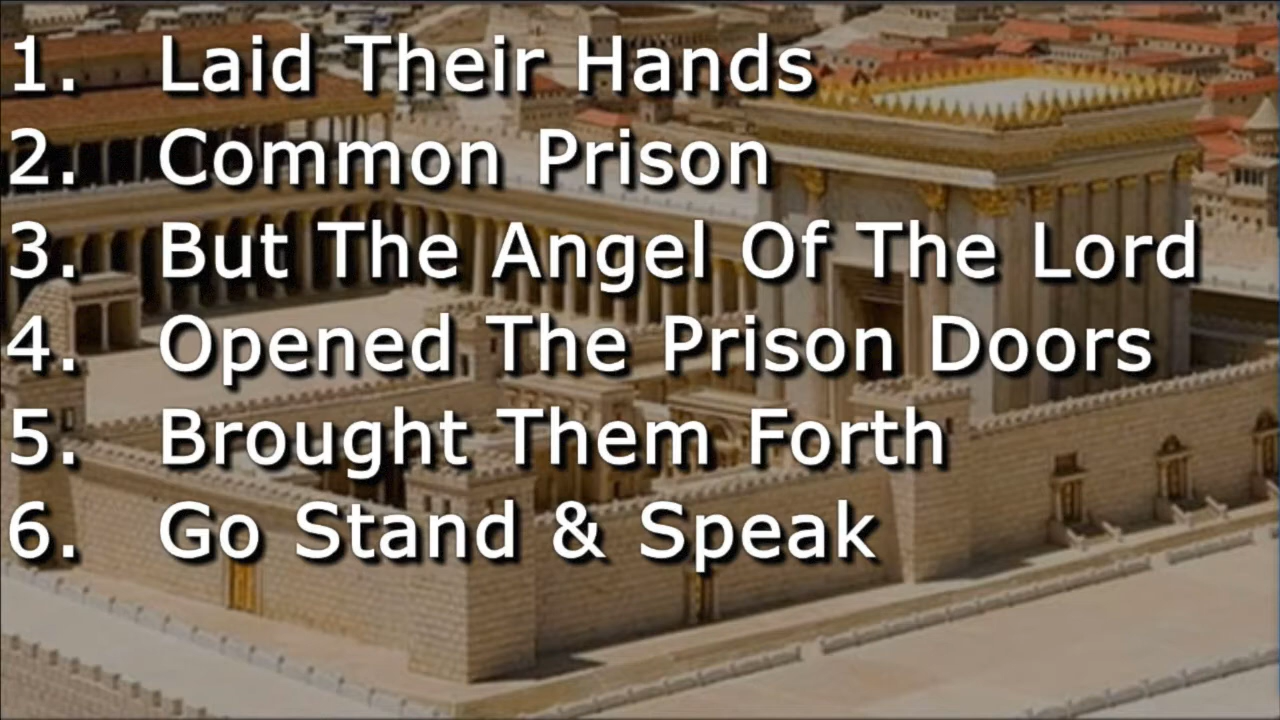 1. Laid Their Hands
2. Common Prison
3. But The Angel Of The Lord
4. Opened The Prison Doors
5. Brought Them Forth
6. Go Stand & Speak